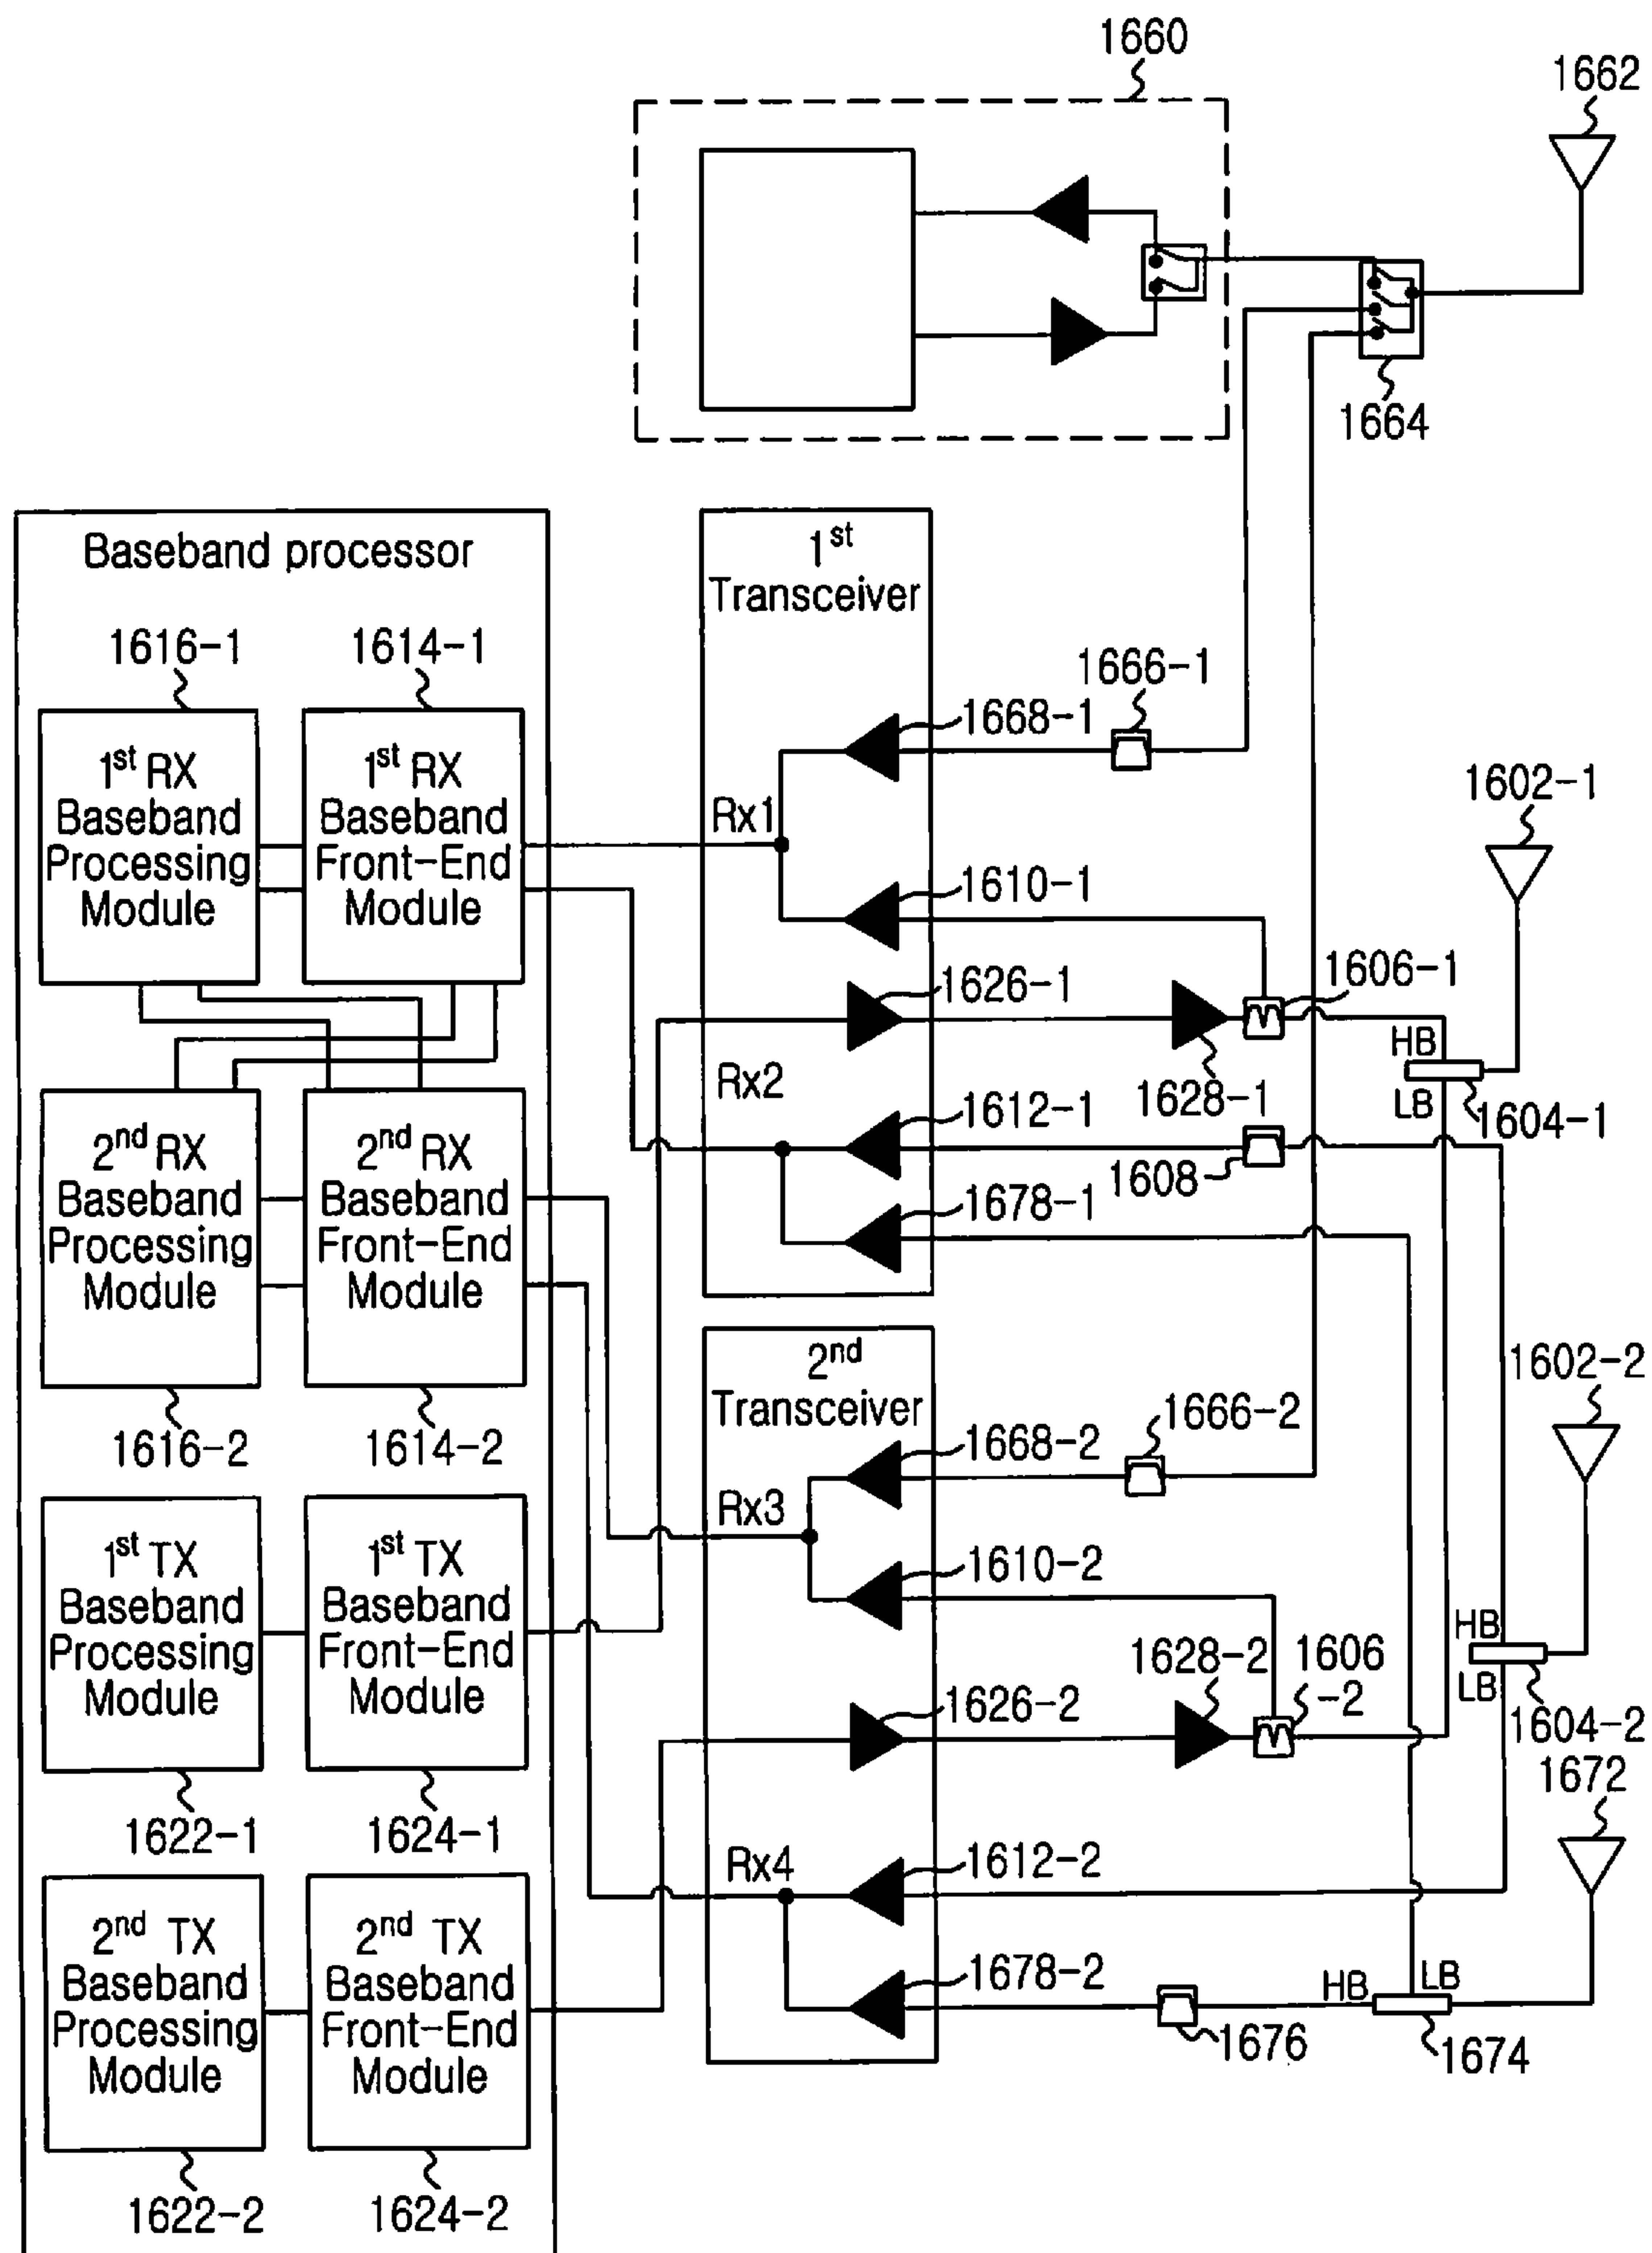 1660
1662
1664
Baseband processor
1st
Transceiver
1616-1
1614-1
1666-1
1668-1
1st RX
Baseband
Processing
Module
1st RX
Baseband
Front-End
Module
Rx1
1602-1
1610-1
1626-1
1606-1
HB
Rx2
1628-1
LB
1604-1
1612-1
1608
2nd RX
Baseband
Processing
Module
2nd RX
Baseband
Front-End
Module
1678-1
2nd
Transceiver
1602-2
1616-2
1614-2
1668-2
1666-2
Rx3
1st TX
Baseband
Processing
Module
1st TX
Baseband
Front-End
Module
1610-2
HB
1628-2
1606
-2
LB
1626-2
1604-2
1672
1622-1
1624-1
Rx4
1612-2
2nd TX
Baseband
Processing
Module
2nd TX
Baseband
Front-End
Module
1678-2
HB
LB
1676
1674
1622-2
1624-2